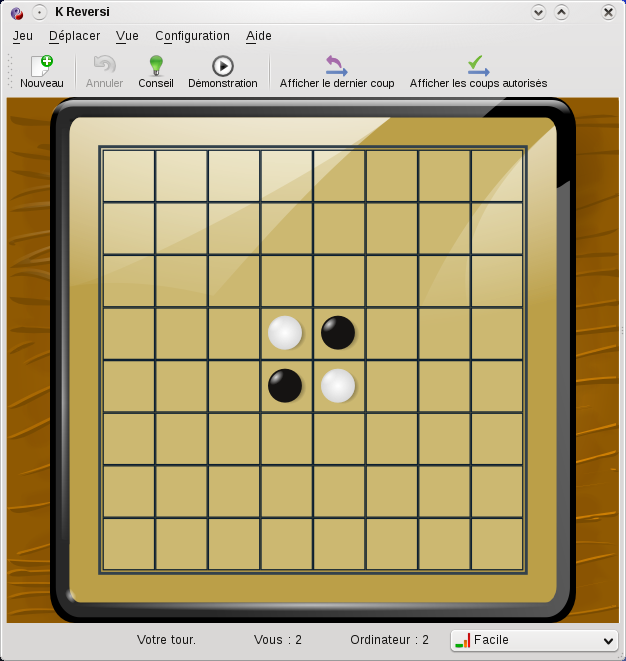 K Reversi
Jeu Déplacer Vue Configuration Aide
Nouveau Annuler Conseil Démonstration Afficher le dernier coup Afficher les coups autorisés
Votre tour. Vous : 2 Ordinateur : 2 Facile